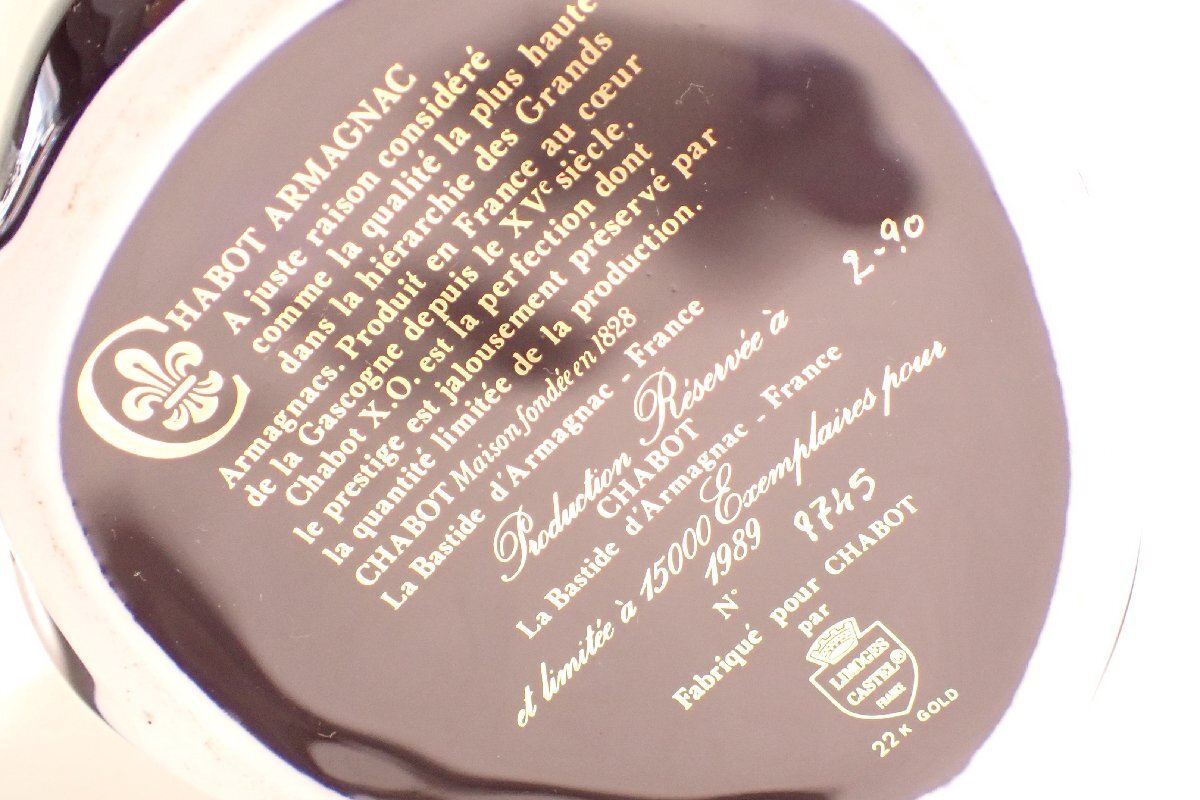 CHABOT ARMAGNAC
A juste raison considéré
comme la qualité la plus haute
dans la hiérarchie des Grands
Armagnacs. Produit en France au cœur
de la Gascogne depuis le XVe siècle.
Chabot X.O. est la perfection dont
le prestige est jalousement préservé par
la quantité limitée de la production.
CHABOT Maison fondée en 1828
La Bastide d'Armagnac - France
2-90
Production Réservée à
CHABOT
La Bastide d'Armagnac - France
et limitée à 15000 Exemplaires pour
1989
N° 8745
Fabriqué pour CHABOT
par
LIMOGES
CASTEL®
FRANCE
22K GOLD